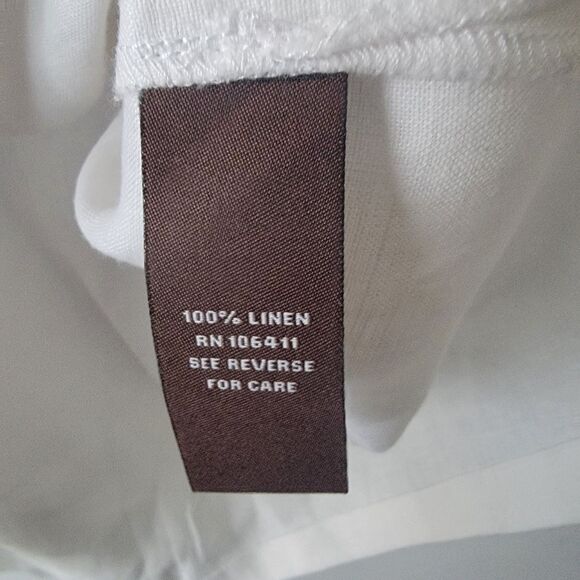 100% LINEN
RN 106411
SEE REVERSE
FOR CARE